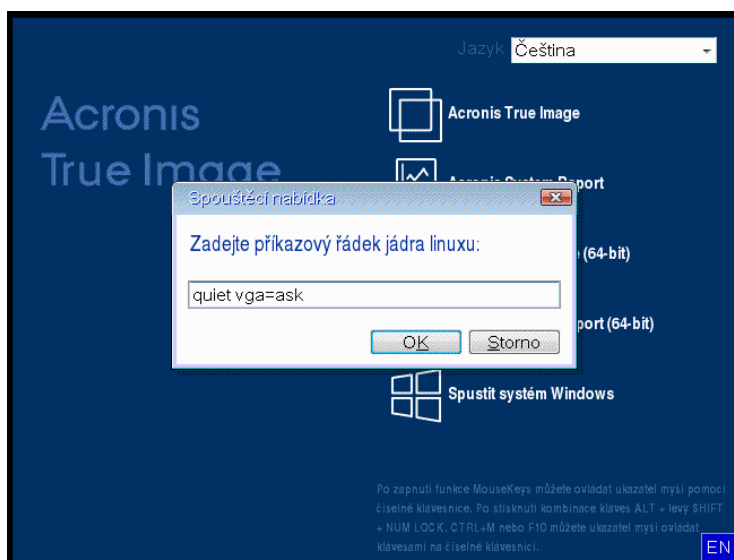 Jazyk Čeština
Acronis
True Image
Acronis True Image
Acronis System Report
Spouštěcí nabídka
Zadejte příkazový řádek jádra linuxu:
(64-bit)
quiet vga=ask
port (64-bit)
OK
Storno
Spustit systém Windows
Po zapnutí funkce MouseKeys můžete ovládat ukazatel myši pomocí
číselné klávesnice. Po stisknutí kombinace kláves ALT + levý SHIFT
+ NUM LOCK. CTRL+M nebo F10 můžete ukazatel myši ovládat
klávesami na číselné klávesnici.
EN